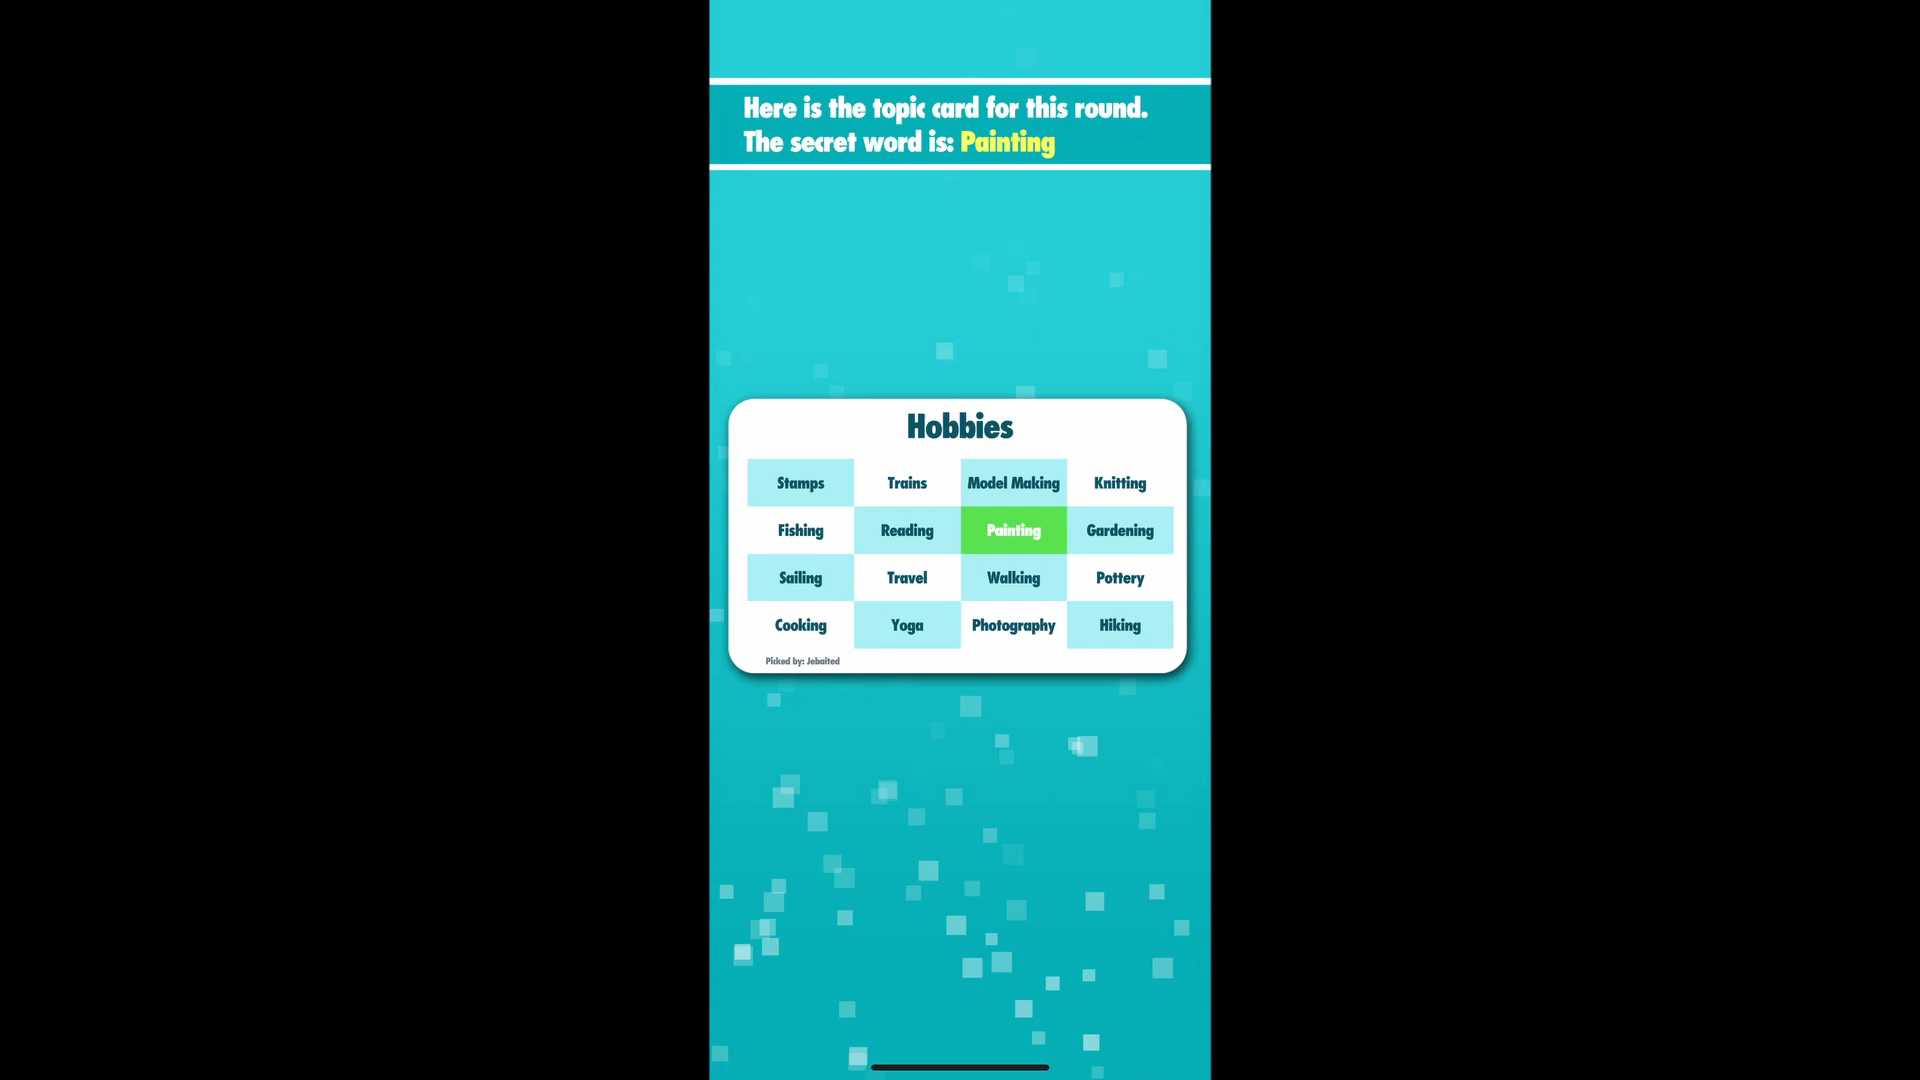 Here is the topic card for this round.
The secret word is: Painting
Hobbies
Stamps Trains Model Making Knitting
Fishing Reading Painting Gardening
Sailing Travel Walking Pottery
Cooking Yoga Photography Hiking
Picked by: Jebaited